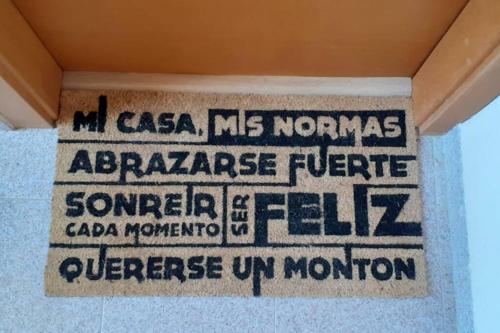 MI CASA, MIS NORMAS
ABRAZARSE FUERTE
SONREIR
CADA MOMENTO
SER FELIZ
QUERERSE UN MONTON